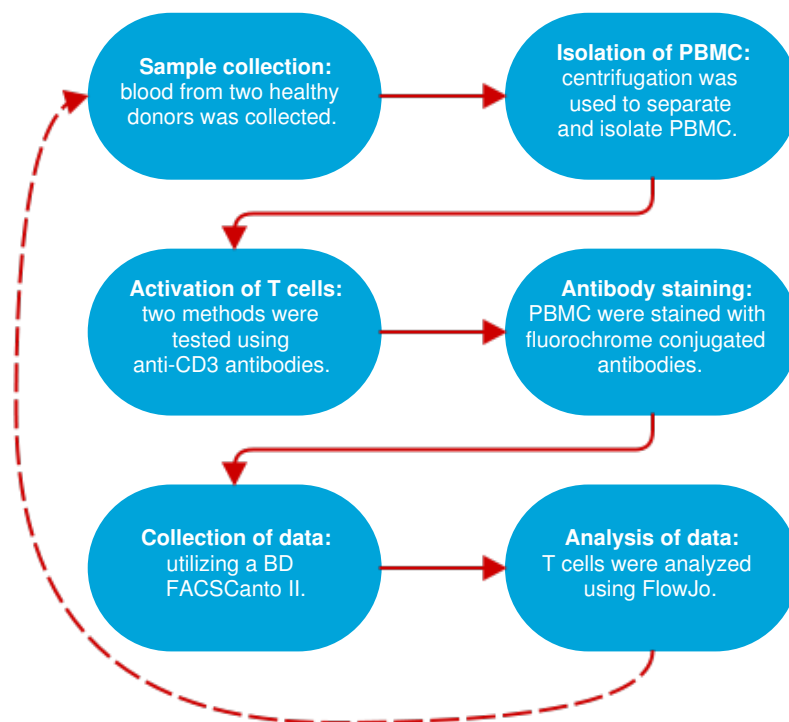 Sample collection:
blood from two healthy
donors was collected.
Isolation of PBMC:
centrifugation was
used to separate
and isolate PBMC.
Activation of T cells:
two methods were
tested using
anti-CD3 antibodies.
Antibody staining:
PBMC were stained with
fluorochrome conjugated
antibodies.
Collection of data:
utilizing a BD
FACSCanto II.
Analysis of data:
T cells were analyzed
using FlowJo.